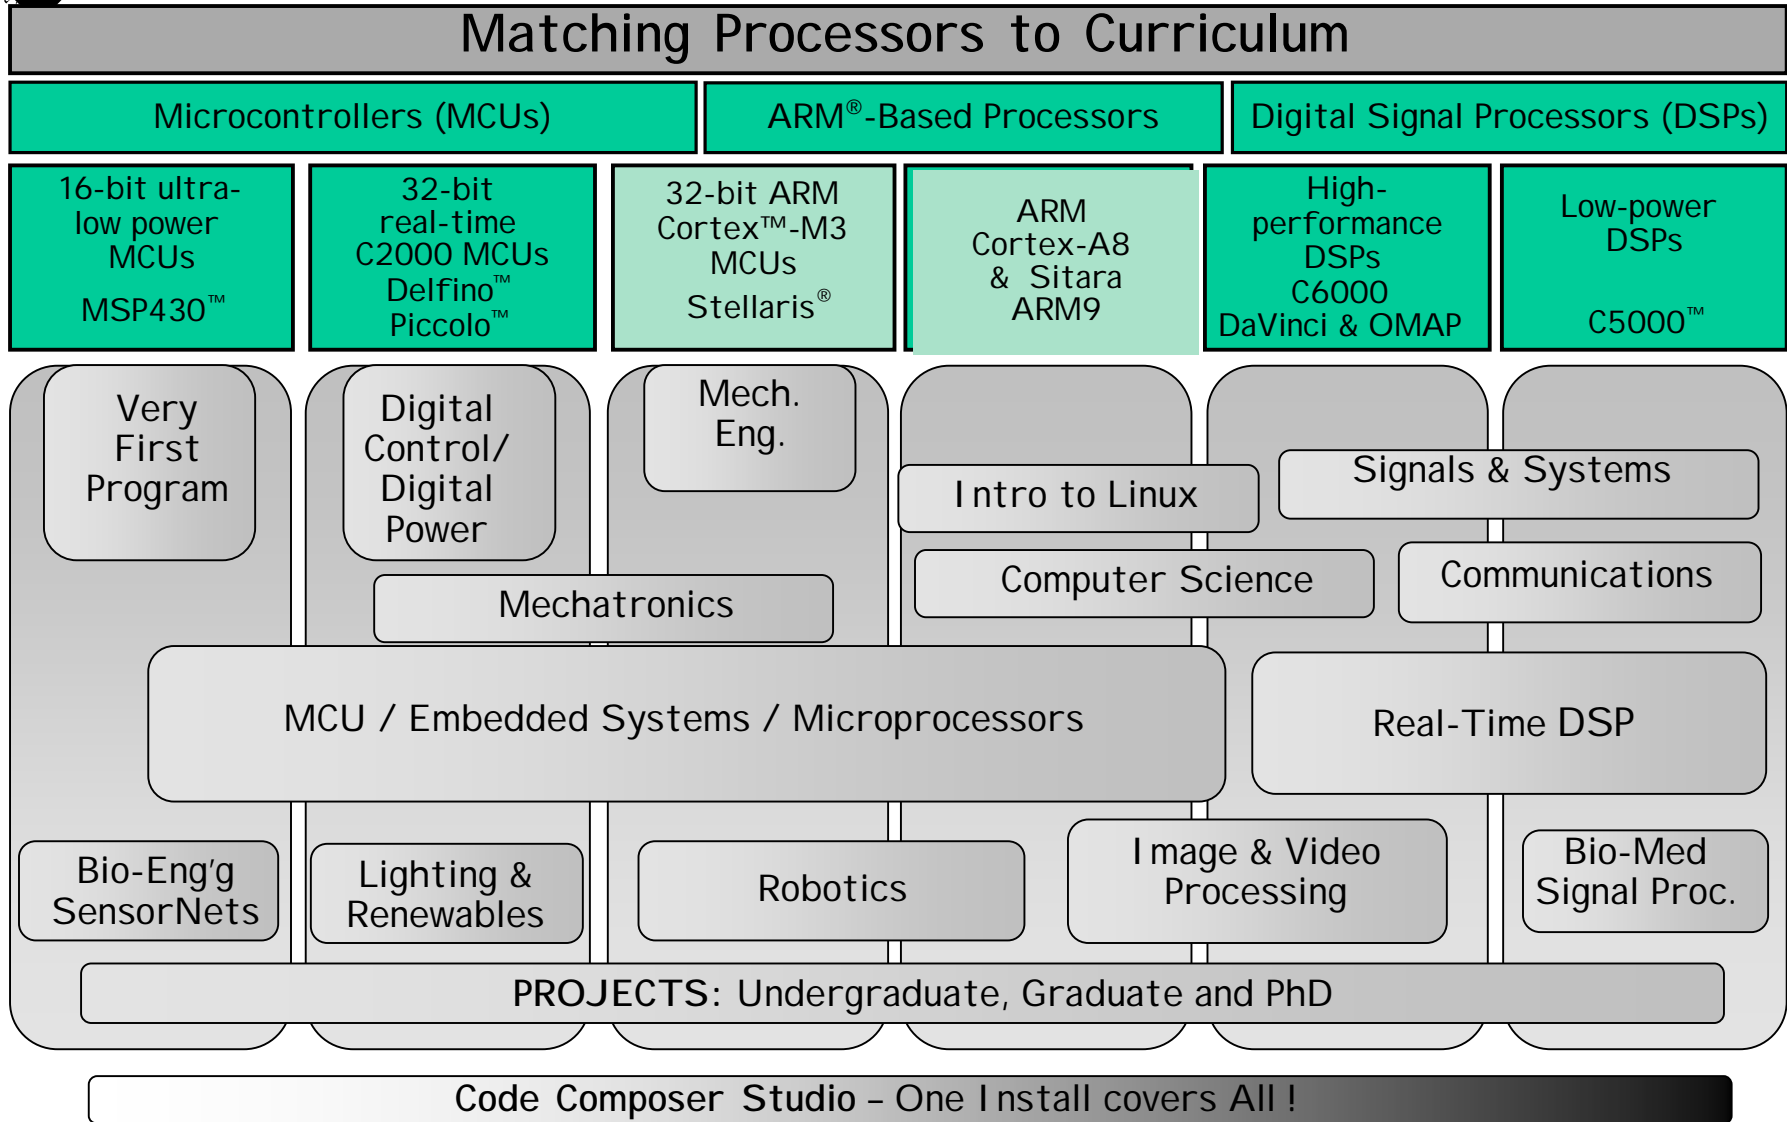 Matching Processors to Curriculum
Microcontrollers (MCUs)
ARM®-Based Processors
Digital Signal Processors (DSPs)
16-bit ultra-
low power
MCUs
MSP430™
32-bit
real-time
C2000 MCUs
Delfino™
Piccolo™
32-bit ARM
Cortex™-M3
MCUs
Stellaris®
ARM
Cortex-A8
& Sitara
ARM9
High-
performance
DSPs
C6000
DaVinci & OMAP
Low-power
DSPs
C5000™
Very
First
Program
Digital
Control/
Digital
Power
Mech.
Eng.
Intro to Linux
Signals & Systems
Computer Science
Communications
Mechatronics
MCU / Embedded Systems / Microprocessors
Real-Time DSP
Bio-Eng'g
SensorNets
Lighting &
Renewables
Robotics
Image & Video
Processing
Bio-Med
Signal Proc.
PROJECTS: Undergraduate, Graduate and PhD
Code Composer Studio – One Install covers All !